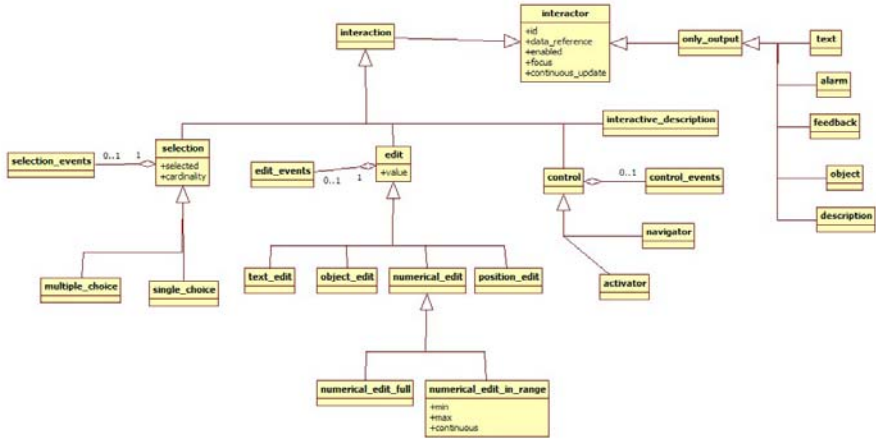 interactor
+id
+data_reference
+enabled
+focus
+continuous_update
interaction
only_output
text
alarm
feedback
object
description
interactive_description
selection
+selected
+cardinality
selection_events
0..1
1
edit
+value
edit_events
0..1
1
control
0..1
control_events
navigator
activator
multiple_choice
single_choice
text_edit
object_edit
numerical_edit
position_edit
numerical_edit_full
numerical_edit_in_range
+min
+max
+continuous